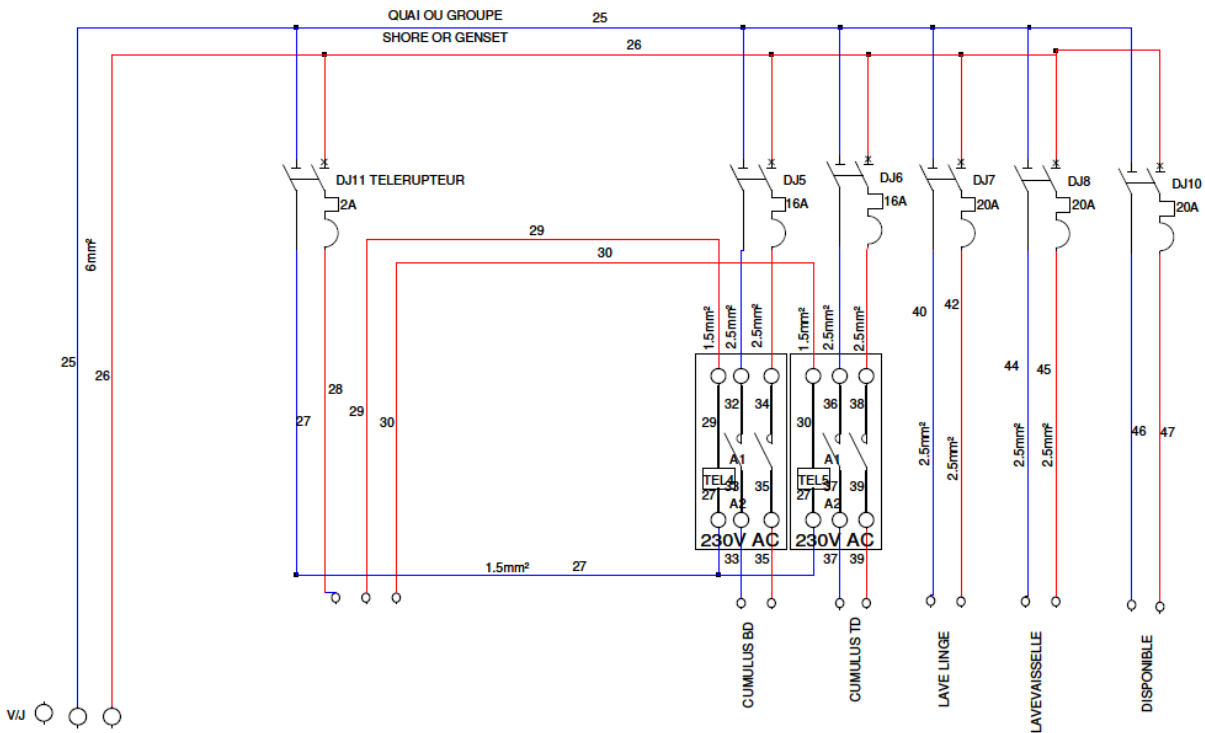 QUAI OU GROUPE
25
SHORE OR GENSET
26
DJ11 TELERUPTEUR
2A
DJ5
16A
DJ6
16A
DJ7
20A
DJ8
20A
DJ10
20A
29
30
6mm²
1.5mm²
2.5mm²
2.5mm²
1.5mm²
2.5mm²
2.5mm²
40
42
44
45
46
47
25
26
27
28
29
30
32
34
29
A1
TEL4
33
35
27
A2
230V AC
33
35
36
38
30
A1
TEL5
37
39
27
A2
230V AC
37
39
2.5mm²
2.5mm²
2.5mm²
2.5mm²
1.5mm²
27
CUMULUS BD
CUMULUS TD
LAVE LINGE
LAVEVAISSELLE
DISPONIBLE
V/J